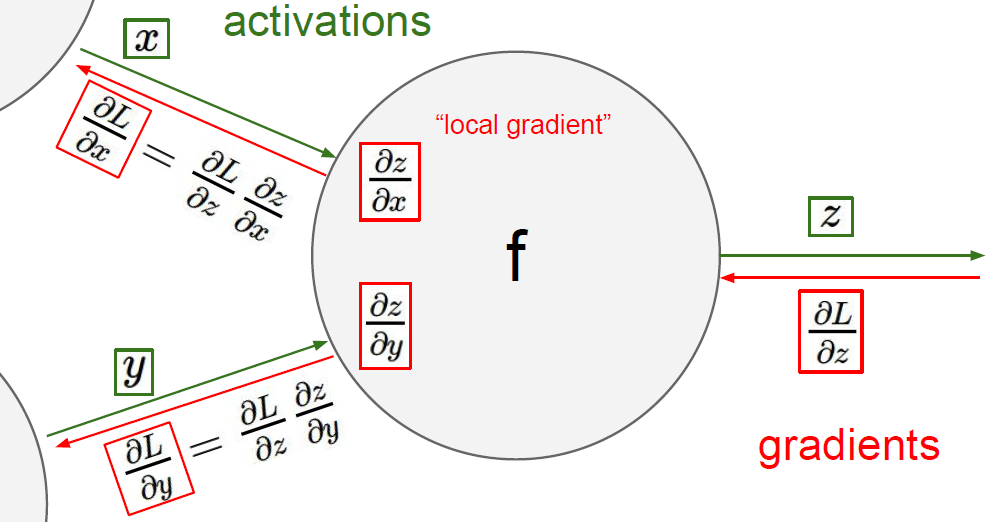 activations
x
∂L/∂x = ∂L/∂z ∂z/∂x
“local gradient”
∂z/∂x
f
z
∂z/∂y
∂L/∂z
y
∂L/∂y = ∂L/∂z ∂z/∂y
gradients